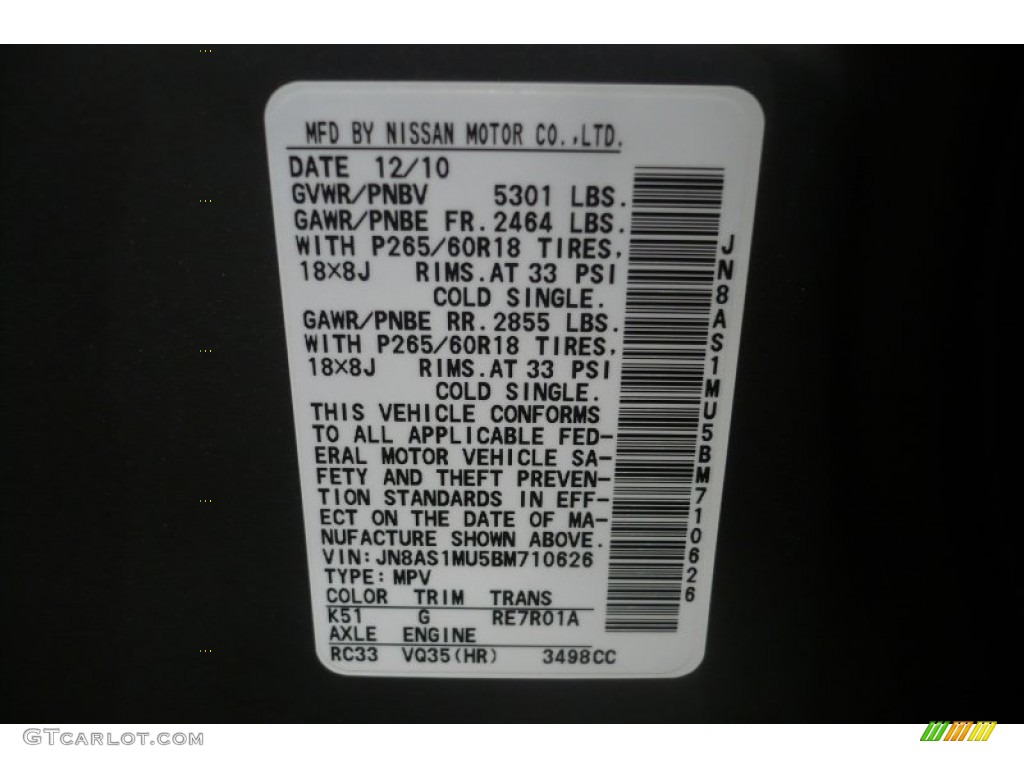 MFD BY NISSAN MOTOR CO.,LTD.
DATE 12/10
GVWR/PNBV 5301 LBS.
GAWR/PNBE FR. 2464 LBS.
WITH P265/60R18 TIRES,
18×8J RIMS.AT 33 PSI
COLD SINGLE.
GAWR/PNBE RR. 2855 LBS.
WITH P265/60R18 TIRES,
18×8J RIMS.AT 33 PSI
COLD SINGLE.
THIS VEHICLE CONFORMS
TO ALL APPLICABLE FED-
ERAL MOTOR VEHICLE SA-
FETY AND THEFT PREVEN-
TION STANDARDS IN EFF-
ECT ON THE DATE OF MA-
NUFACTURE SHOWN ABOVE.
VIN:JN8AS1MU5BM710626
TYPE:MPV
COLOR TRIM TRANS
K51 G RE7R01A
AXLE ENGINE
RC33 VQ35(HR) 3498CC
JN8AS1MU5BM710626
GTCARLOT.COM